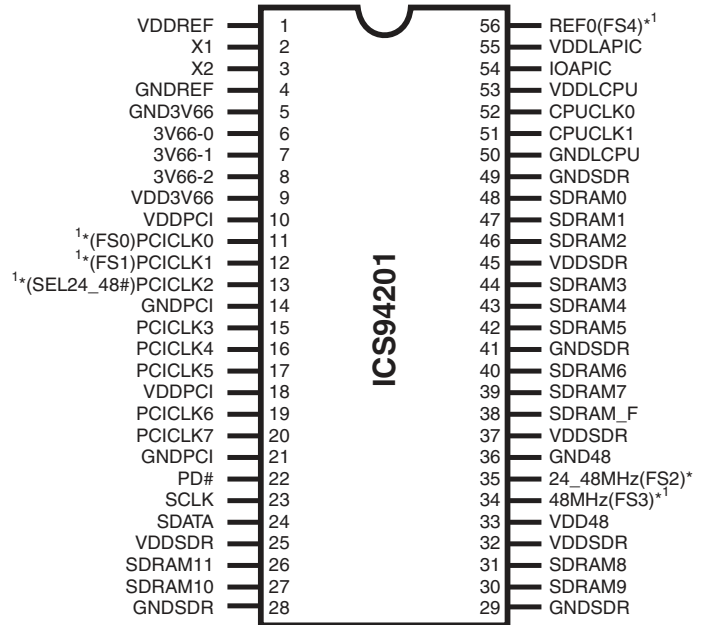 VDDREF 1 56 REF0(FS4)*1
X1 2 55 VDDLAPIC
X2 3 54 IOAPIC
GNDREF 4 53 VDDLCPU
GND3V66 5 52 CPUCLK0
3V66-0 6 51 CPUCLK1
3V66-1 7 50 GNDLCPU
3V66-2 8 49 GNDSDR
VDD3V66 9 48 SDRAM0
VDDPCI 10 47 SDRAM1
1*(FS0)PCICLK0 11 46 SDRAM2
1*(FS1)PCICLK1 12 45 VDDSDR
1*(SEL24_48#)PCICLK2 13 44 SDRAM3
GNDPCI 14 43 SDRAM4
PCICLK3 15 42 SDRAM5
PCICLK4 16 41 GNDSDR
PCICLK5 17 40 SDRAM6
VDDPCI 18 39 SDRAM7
PCICLK6 19 38 SDRAM_F
PCICLK7 20 37 VDDSDR
GNDPCI 21 36 GND48
PD# 22 35 24_48MHz(FS2)*
SCLK 23 34 48MHz(FS3)*1
SDATA 24 33 VDD48
VDDSDR 25 32 VDDSDR
SDRAM11 26 31 SDRAM8
SDRAM10 27 30 SDRAM9
GNDSDR 28 29 GNDSDR
ICS94201